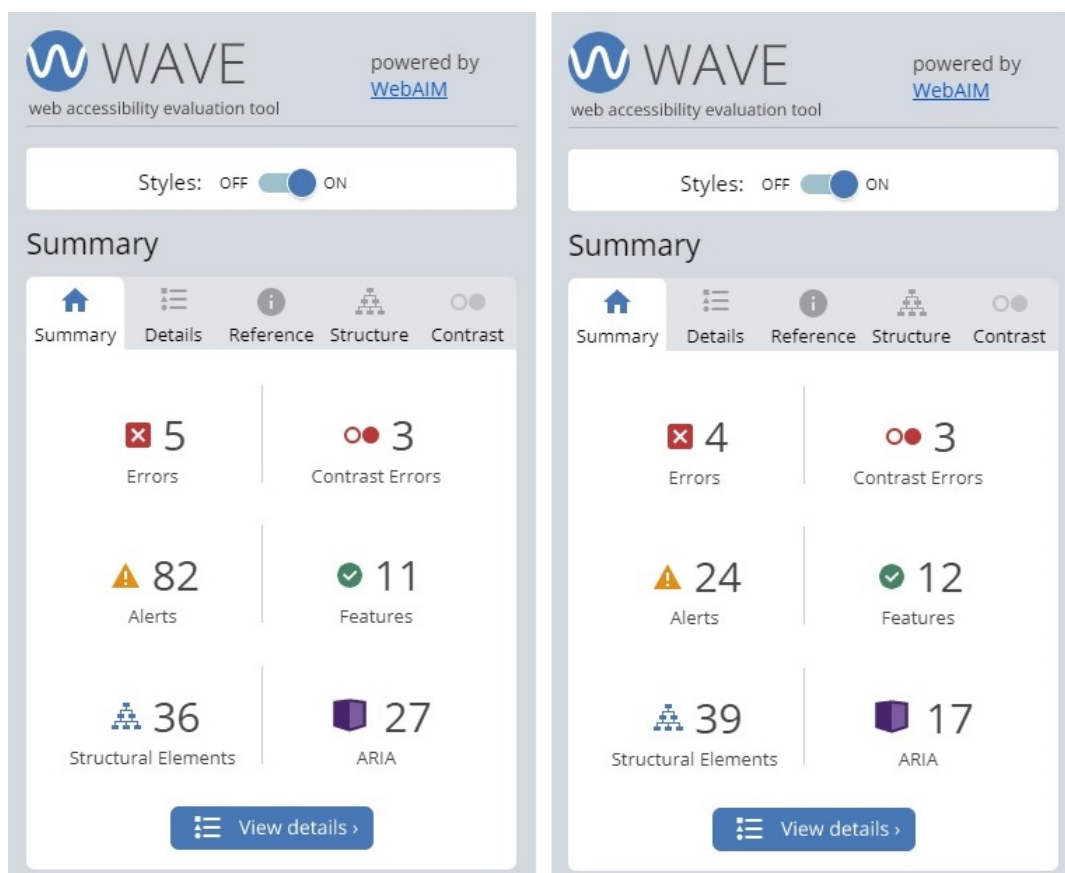 WAVE
powered by
WebAIM
web accessibility evaluation tool
Styles: OFF ON
Summary
Summary Details Reference Structure Contrast
5
Errors
3
Contrast Errors
82
Alerts
11
Features
36
Structural Elements
27
ARIA
View details ›
WAVE
powered by
WebAIM
web accessibility evaluation tool
Styles: OFF ON
Summary
Summary Details Reference Structure Contrast
4
Errors
3
Contrast Errors
24
Alerts
12
Features
39
Structural Elements
17
ARIA
View details ›